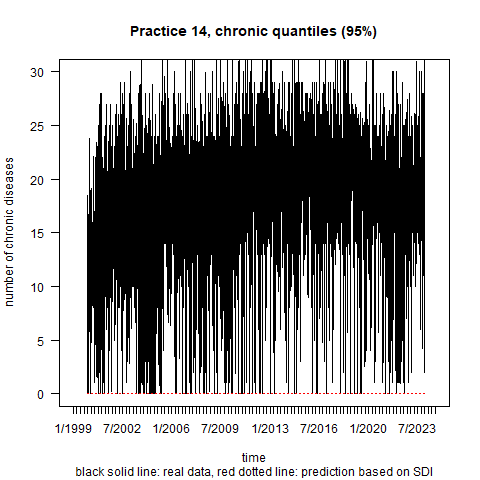 Practice 14, chronic quantiles (95%)
number of chronic diseases
30
25
20
15
10
5
0
1/1999 7/2002 1/2006 7/2009 1/2013 7/2016 1/2020 7/2023
time
black solid line: real data, red dotted line: prediction based on SDI